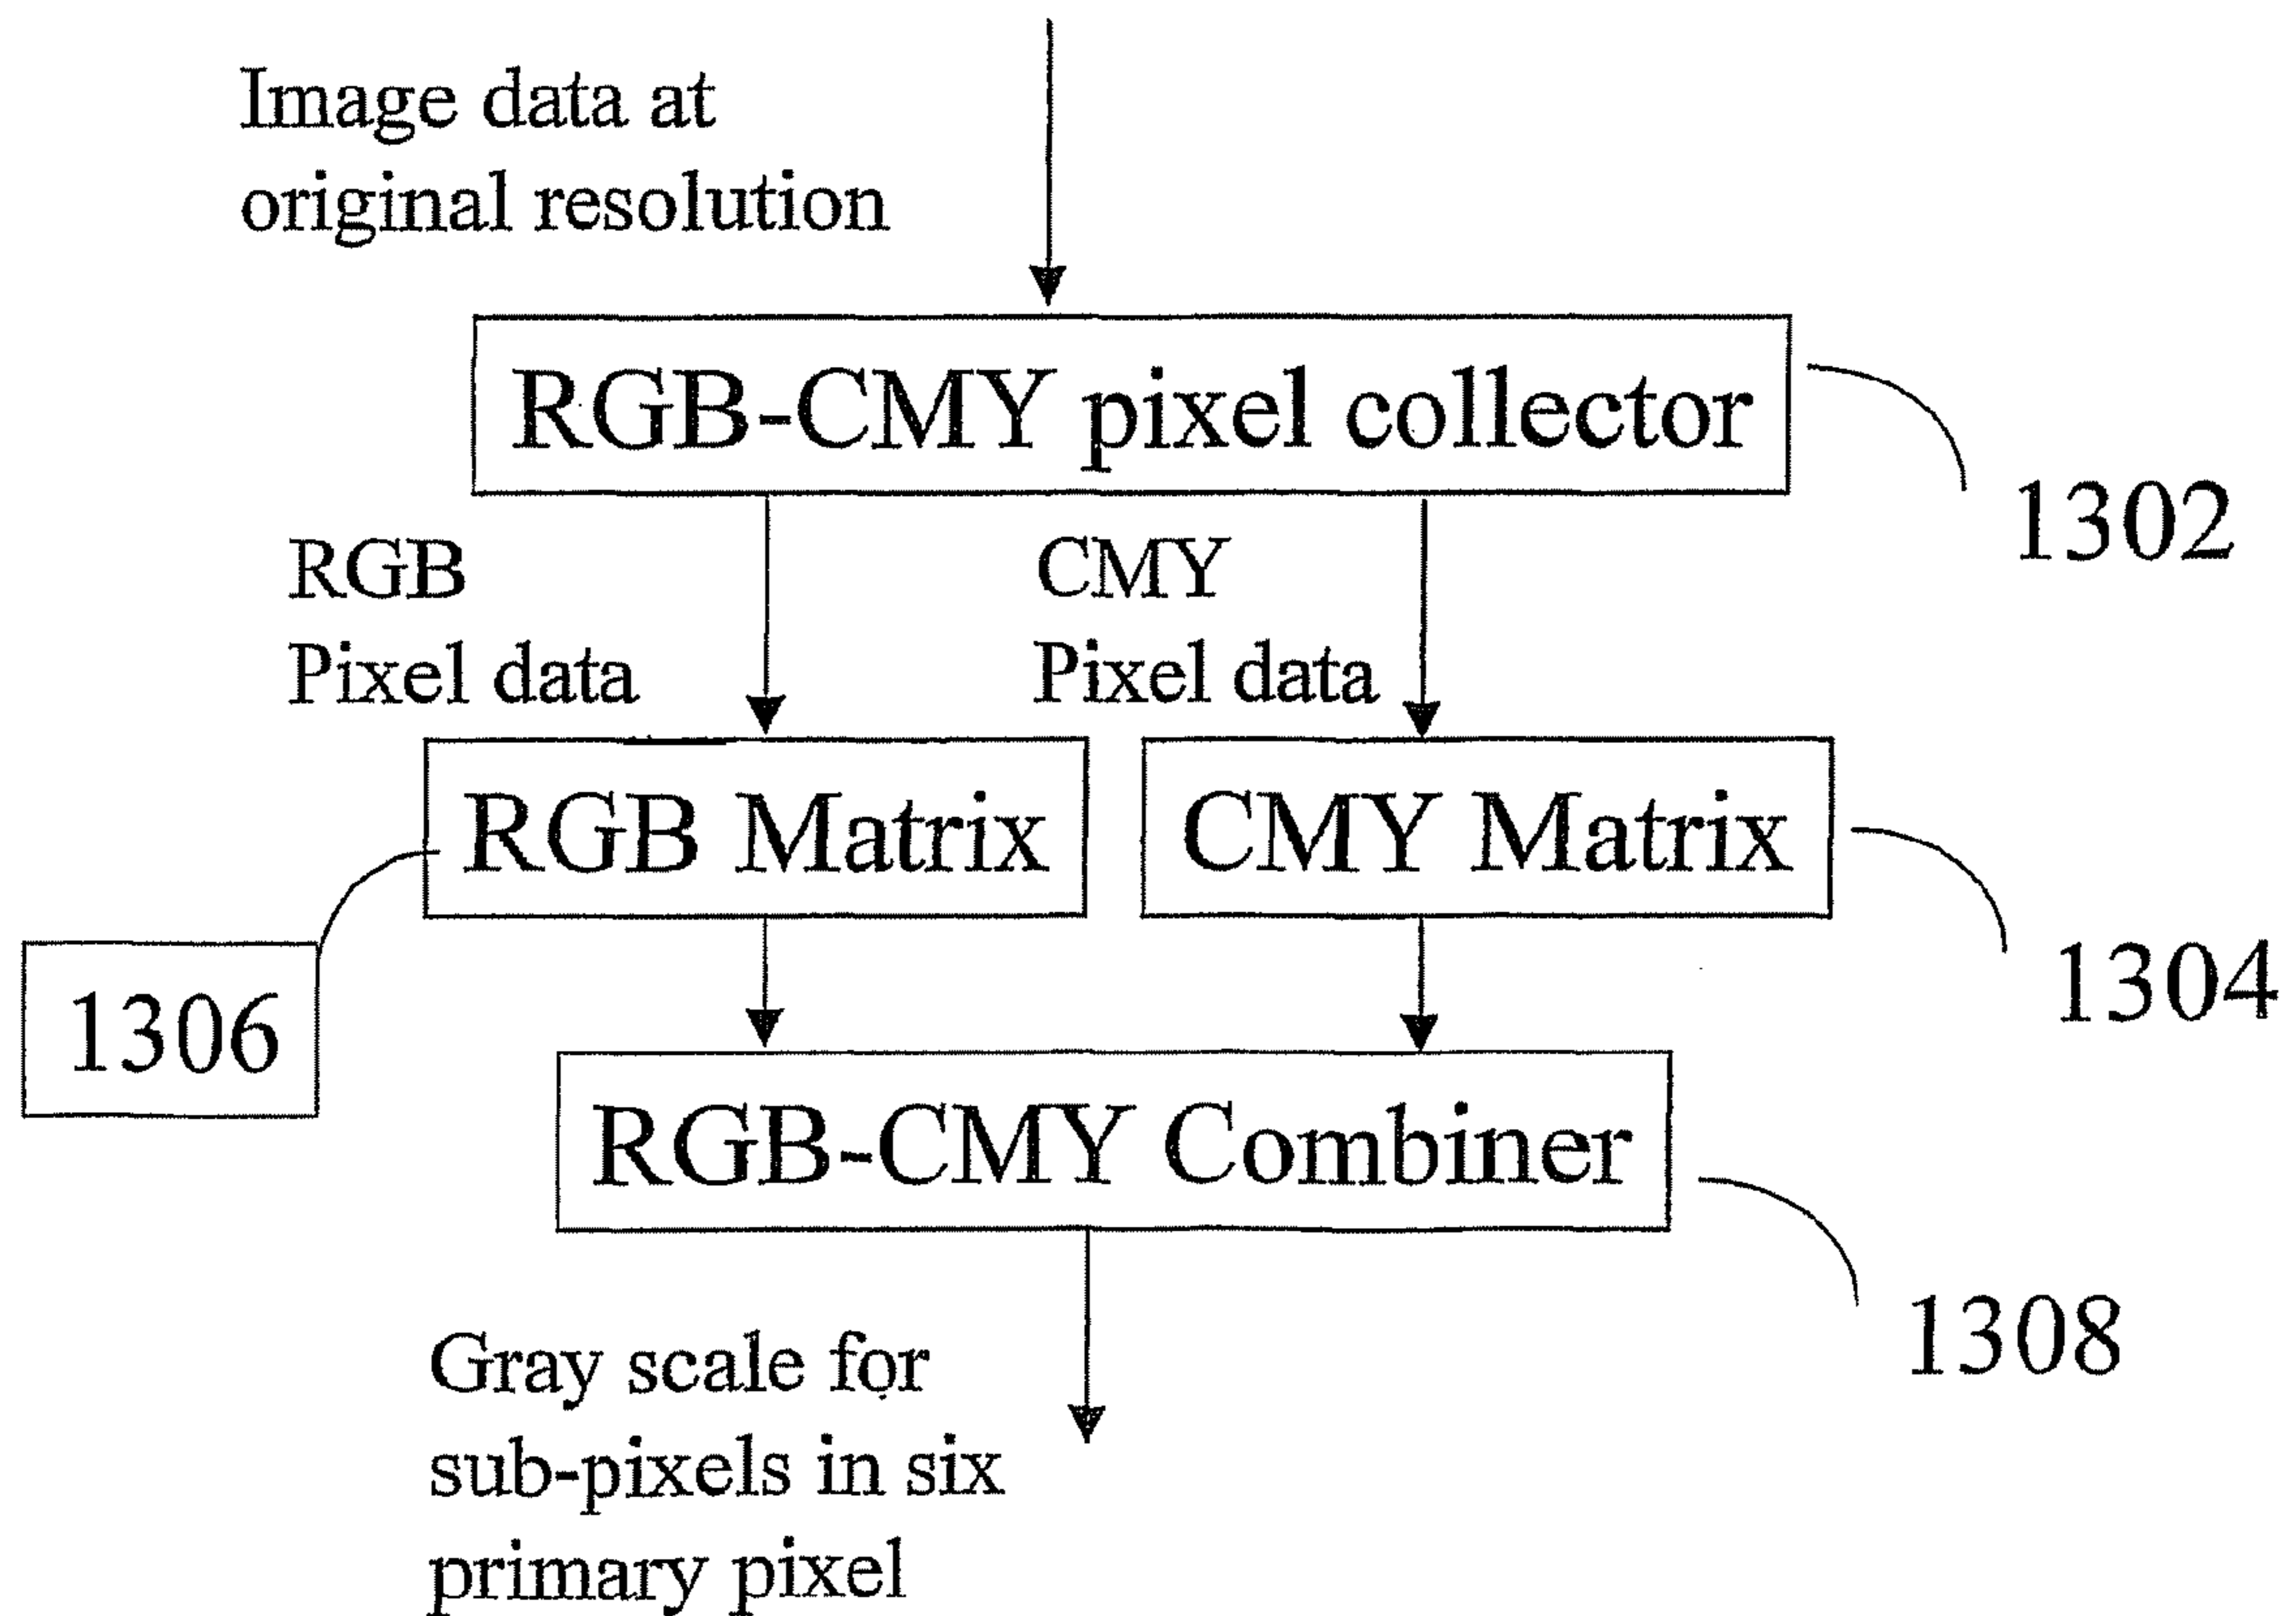 Image data at
original resolution
RGB-CMY pixel collector
1302
RGB
Pixel data
CMY
Pixel data
RGB Matrix
CMY Matrix
1306
1304
RGB-CMY Combiner
1308
Gray scale for
sub-pixels in six
primary pixel